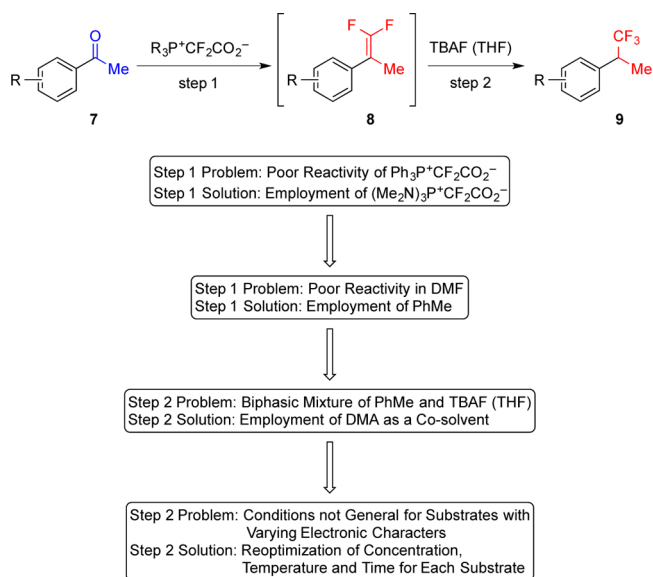 O
Me
R
7
R₃P⁺CF₂CO₂⁻
step 1
F F
Me
R
8
TBAF (THF)
step 2
CF₃
Me
R
9
Step 1 Problem: Poor Reactivity of Ph₃P⁺CF₂CO₂⁻
Step 1 Solution: Employment of (Me₂N)₃P⁺CF₂CO₂⁻
Step 1 Problem: Poor Reactivity in DMF
Step 1 Solution: Employment of PhMe
Step 2 Problem: Biphasic Mixture of PhMe and TBAF (THF)
Step 2 Solution: Employment of DMA as a Co-solvent
Step 2 Problem: Conditions not General for Substrates with
Varying Electronic Characters
Step 2 Solution: Reoptimization of Concentration,
Temperature and Time for Each Substrate